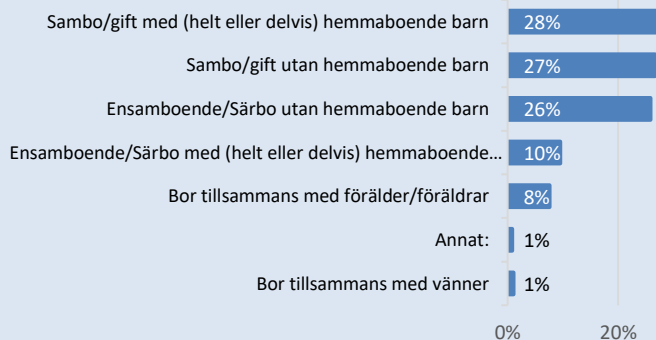 Sambo/gift med (helt eller delvis) hemmaboende barn 28%
Sambo/gift utan hemmaboende barn 27%
Ensamboende/Särbo utan hemmaboende barn 26%
Ensamboende/Särbo med (helt eller delvis) hemmaboende... 10%
Bor tillsammans med förälder/föräldrar 8%
Annat: 1%
Bor tillsammans med vänner 1%
0% 20%